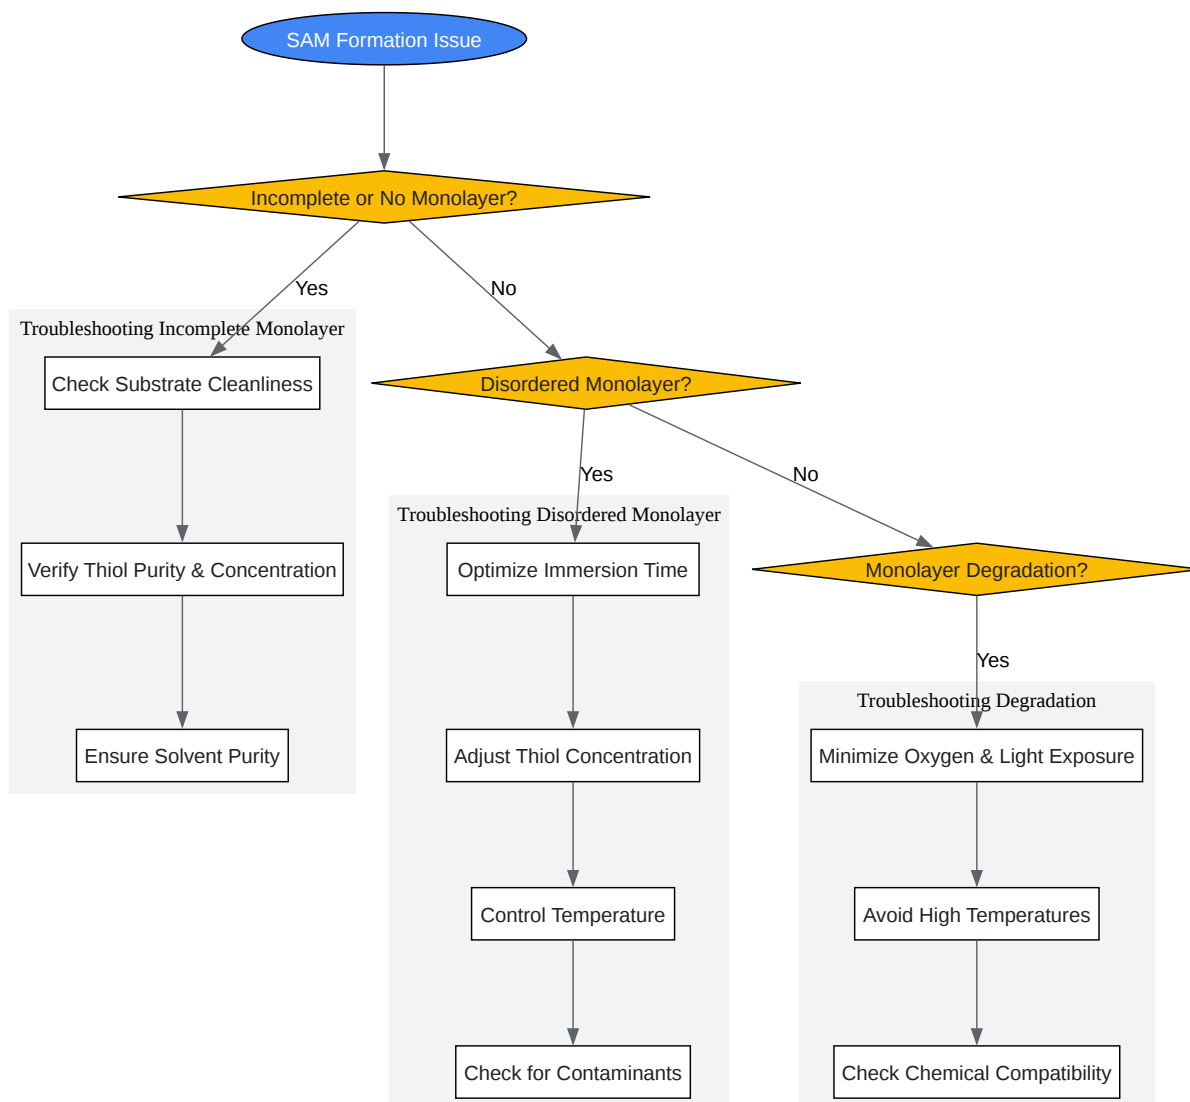 SAM Formation Issue
Incomplete or No Monolayer?
Yes
No
Troubleshooting Incomplete Monolayer
Check Substrate Cleanliness
Verify Thiol Purity & Concentration
Ensure Solvent Purity
Disordered Monolayer?
Yes
No
Troubleshooting Disordered Monolayer
Optimize Immersion Time
Adjust Thiol Concentration
Control Temperature
Check for Contaminants
Monolayer Degradation?
Yes
Troubleshooting Degradation
Minimize Oxygen & Light Exposure
Avoid High Temperatures
Check Chemical Compatibility